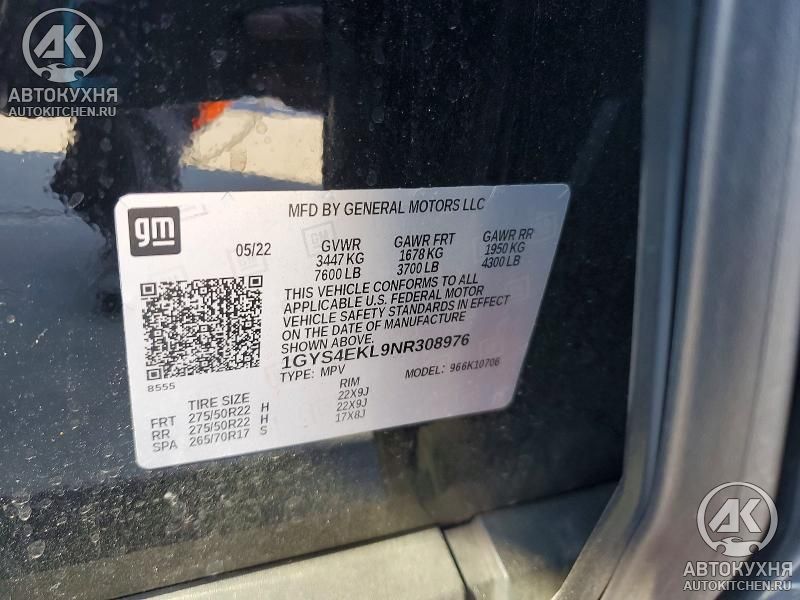 AK
АВТОКУХНЯ
AUTOKITCHEN.RU
gm
MFD BY GENERAL MOTORS LLC
05/22 GVWR GAWR FRT GAWR RR
3447 KG 1678 KG 1950 KG
7600 LB 3700 LB 4300 LB
THIS VEHICLE CONFORMS TO ALL
APPLICABLE U.S. FEDERAL MOTOR
VEHICLE SAFETY STANDARDS IN EFFECT
ON THE DATE OF MANUFACTURE
SHOWN ABOVE.
1GYS4EKL9NR308976
8555
TYPE: MPV MODEL: 966K10706
TIRE SIZE RIM
FRT 275/50R22 H 22X9J
RR 275/50R22 H 22X9J
SPA 265/70R17 S 17X8J
AK
АВТОКУХНЯ
AUTOKITCHEN.RU